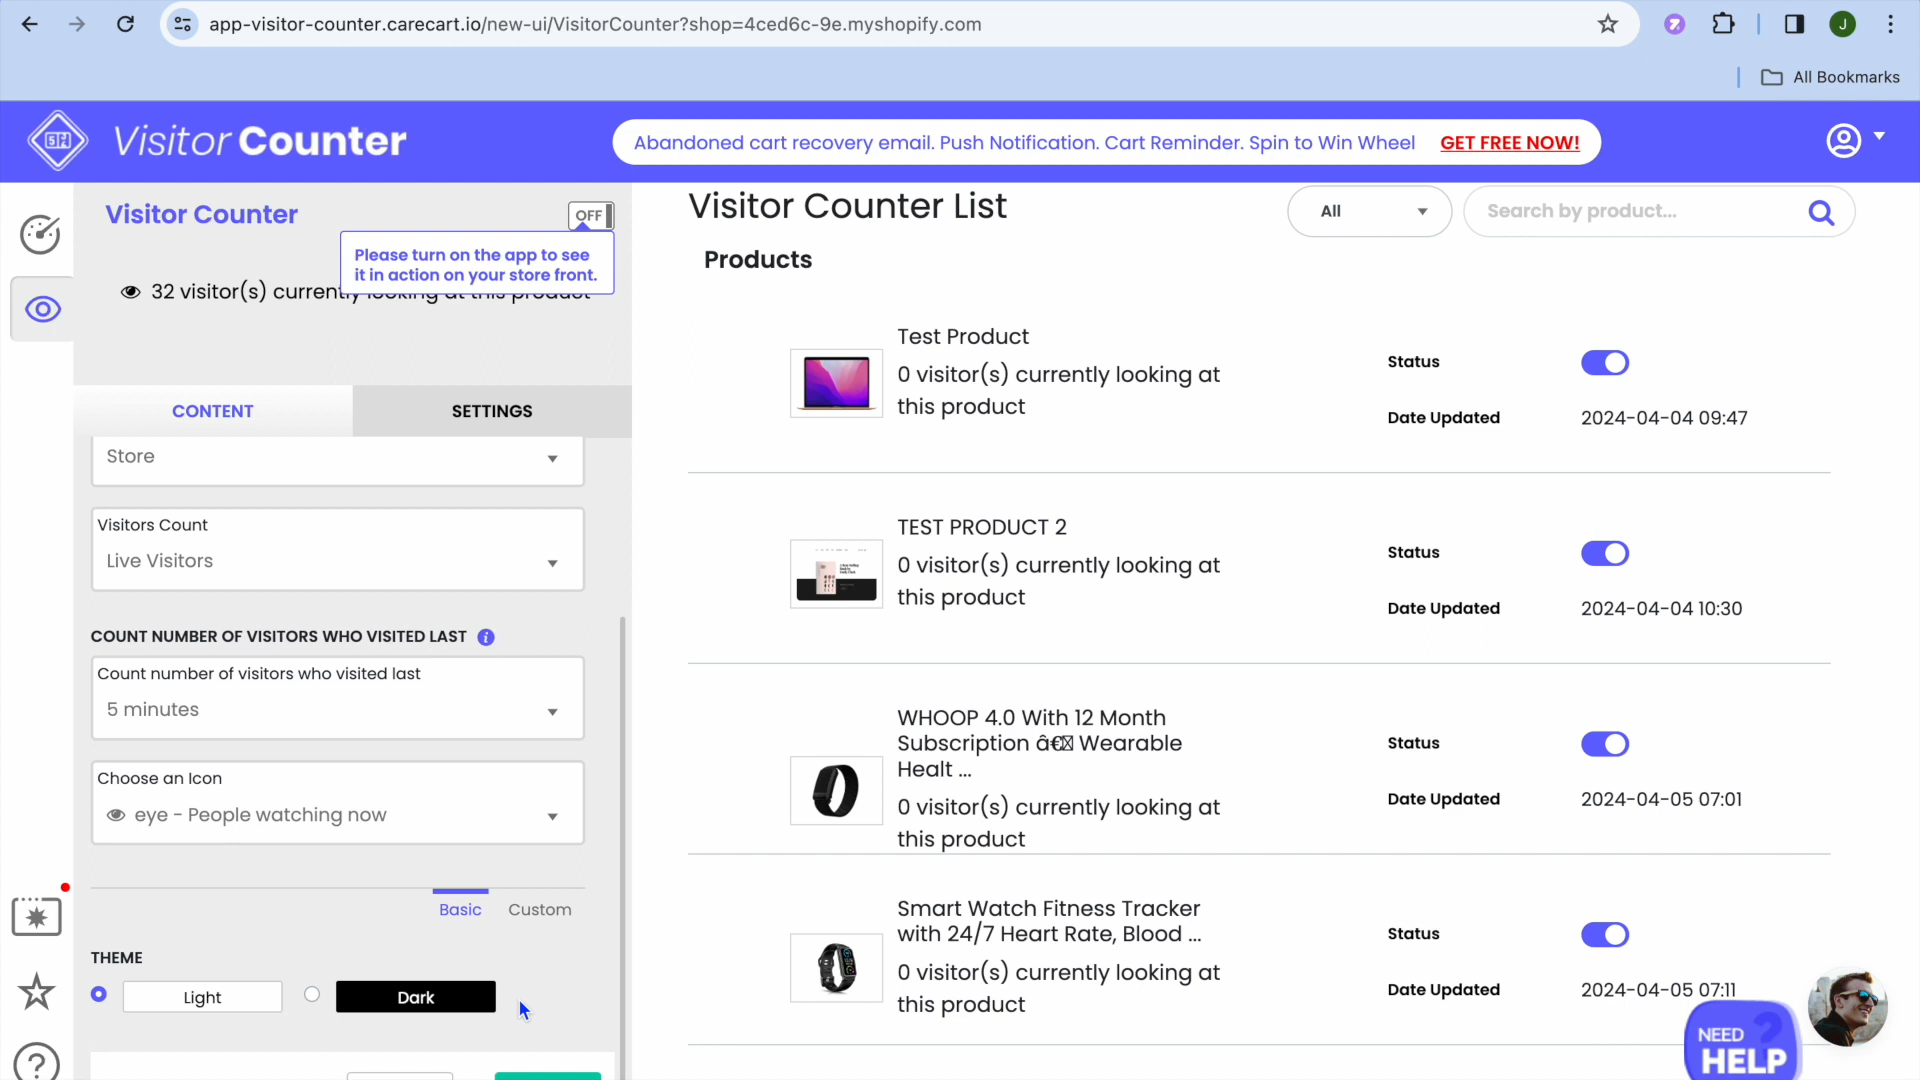 app-visitor-counter.carecart.io/new-ui/VisitorCounter?shop=4ced6c-9e.myshopify.com
J
All Bookmarks
Visitor Counter
Abandoned cart recovery email. Push Notification. Cart Reminder. Spin to Win Wheel GET FREE NOW!
Visitor Counter
OFF
Please turn on the app to see
it in action on your store front.
32 visitor(s) currently looking at this product
CONTENT
SETTINGS
Store
Visitors Count
Live Visitors
COUNT NUMBER OF VISITORS WHO VISITED LAST
Count number of visitors who visited last
5 minutes
Choose an Icon
eye - People watching now
Basic
Custom
THEME
Light
Dark
Visitor Counter List
All
Search by product...
Products
Test Product
0 visitor(s) currently looking at
this product
Status
Date Updated
2024-04-04 09:47
TEST PRODUCT 2
0 visitor(s) currently looking at
this product
Status
Date Updated
2024-04-04 10:30
WHOOP 4.0 With 12 Month
Subscription â€ Wearable
Healt ...
0 visitor(s) currently looking at
this product
Status
Date Updated
2024-04-05 07:01
Smart Watch Fitness Tracker
with 24/7 Heart Rate, Blood ...
0 visitor(s) currently looking at
this product
Status
Date Updated
2024-04-05 07:11
NEED
HELP
?